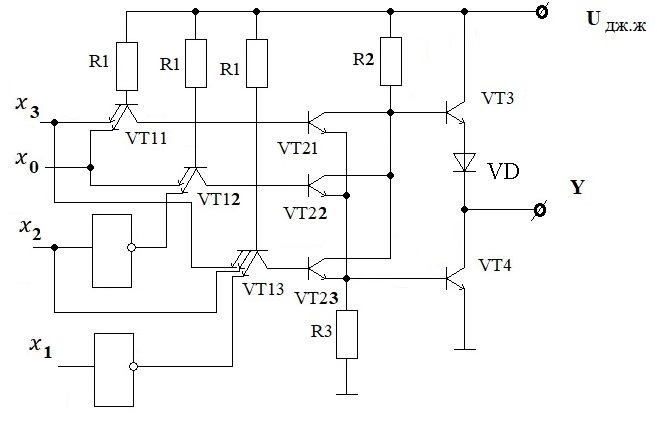 U дж.ж
R1
R1
R1
R2
x3
VT11
VT21
VT3
x0
VT12
VT22
VD
Y
x2
VT13
VT23
VT4
R3
x1